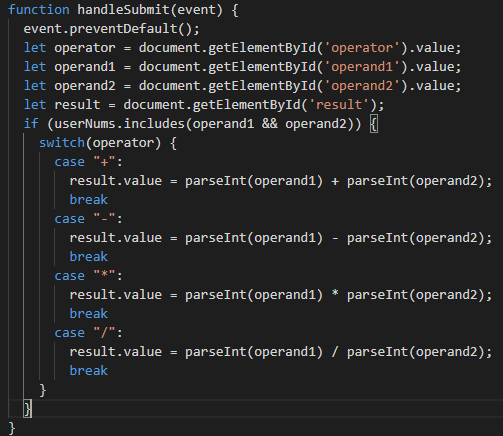 function handleSubmit(event) {
  event.preventDefault();
  let operator = document.getElementById('operator').value;
  let operand1 = document.getElementById('operand1').value;
  let operand2 = document.getElementById('operand2').value;
  let result = document.getElementById('result');
  if (userNums.includes(operand1 && operand2)) {
    switch(operator) {
      case "+":
        result.value = parseInt(operand1) + parseInt(operand2);
        break
      case "-":
        result.value = parseInt(operand1) - parseInt(operand2);
        break
      case "*":
        result.value = parseInt(operand1) * parseInt(operand2);
        break
      case "/":
        result.value = parseInt(operand1) / parseInt(operand2);
        break
    }
  }
}